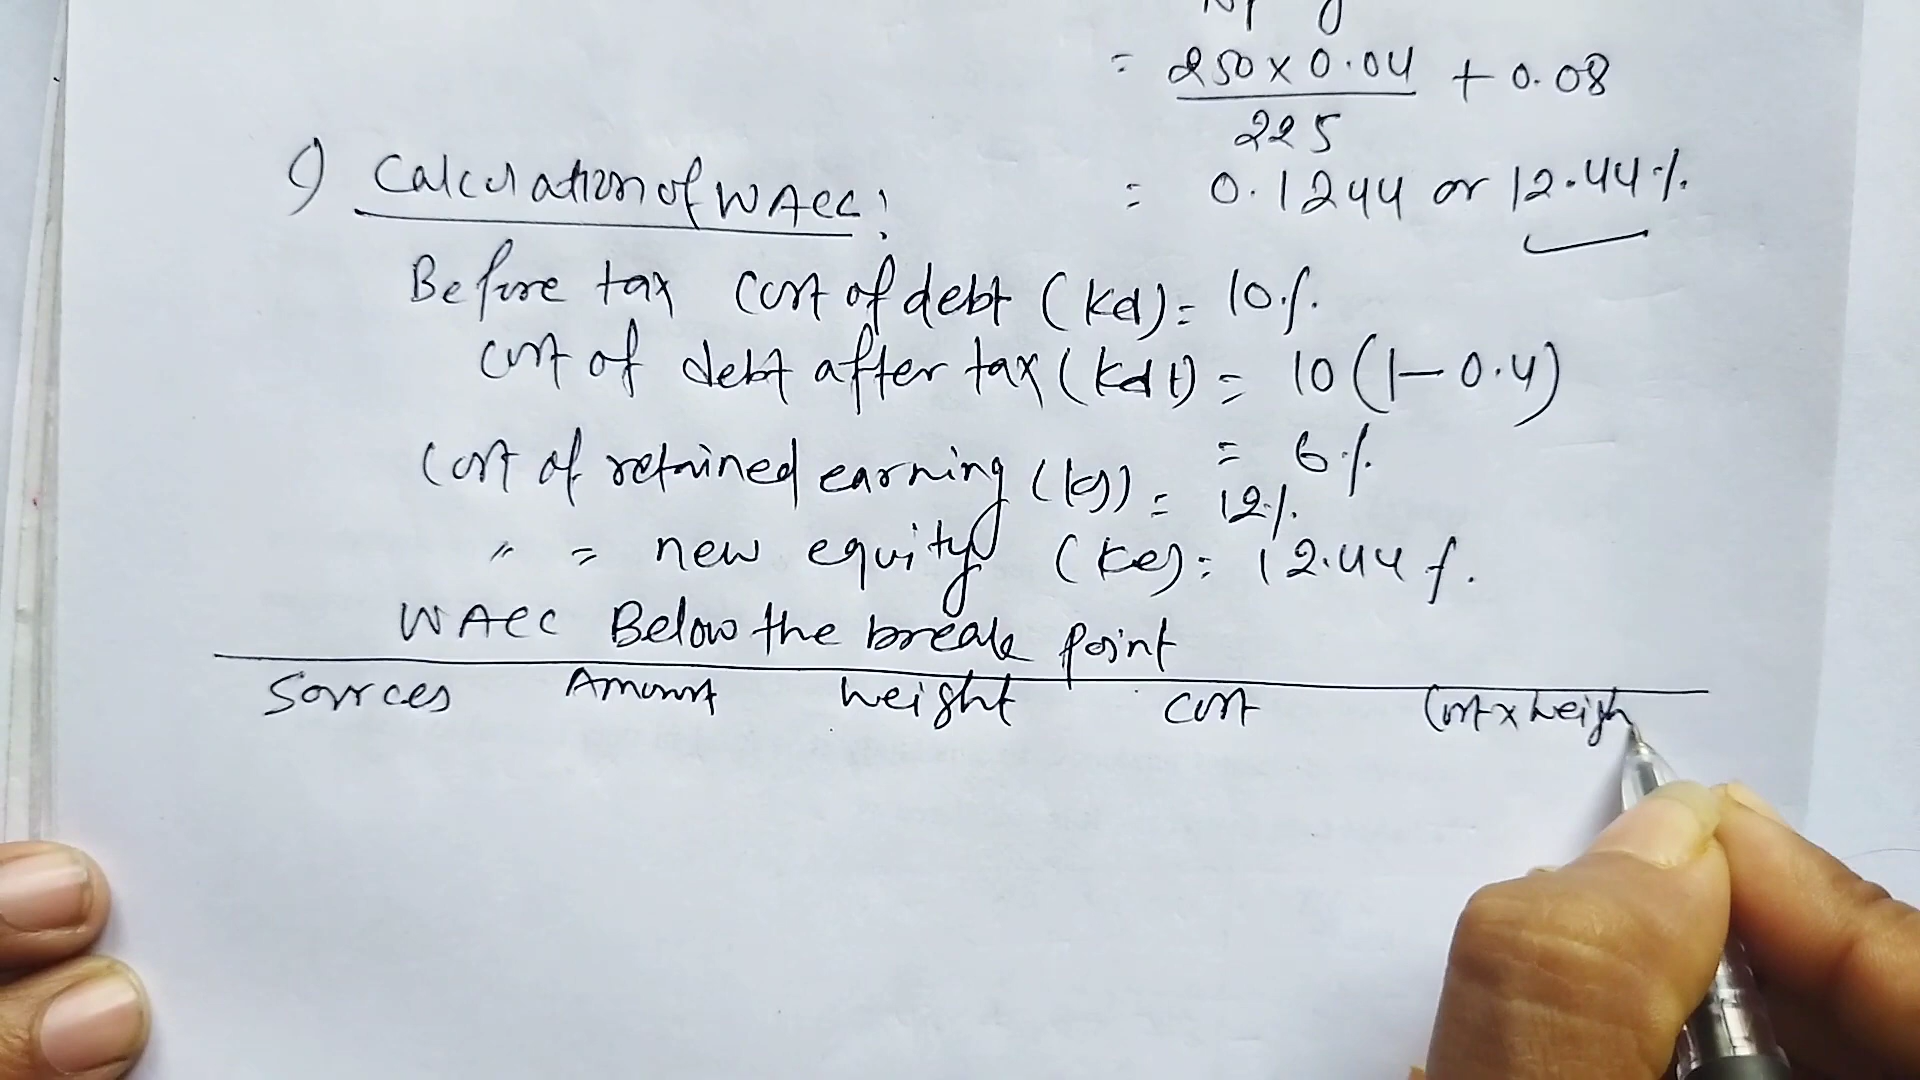 = 250 x 0.04 + 0.08
225
= 0.1244 or 12.44%
c) Calculation of WACC:
Before tax cost of debt (Kd) = 10%
cost of debt after tax (Kdt) = 10 (1 - 0.4)
= 6%
Cost of retained earning (ks) = 12%
" = new equity (Ke) = 12.44%
WACC Below the break point
Sources Amount weight cost Cost x weigh